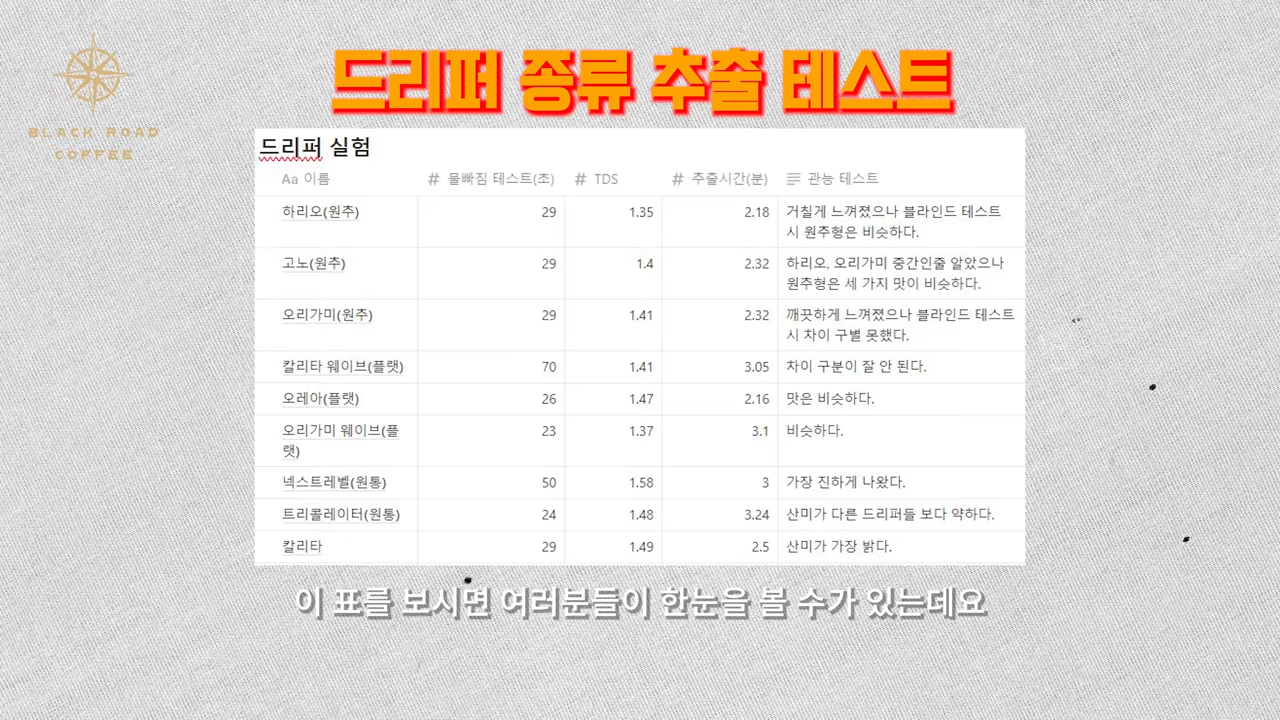 드리퍼 종류 추출 테스트
BLACK ROAD
COFFEE
드리퍼 실험
Aa 이름 # 물빠짐 테스트(초) # TDS # 추출시간(분) 관능 테스트
하리오(원추) 29 1.35 2.18 거칠게 느껴졌으나 블라인드 테스트
시 원추형은 비슷하다.
고노(원추) 29 1.4 2.32 하리오, 오리가미 중간인줄 알았으나
원추형은 세 가지 맛이 비슷하다.
오리가미(원추) 29 1.41 2.32 깨끗하게 느껴졌으나 블라인드 테스트
시 차이 구별 못했다.
칼리타 웨이브(플랫) 70 1.41 3.05 차이 구분이 잘 안 된다.
오레아(플랫) 26 1.47 2.16 맛은 비슷하다.
오리가미 웨이브(플 23 1.37 3.1 비슷하다.
랫)
넥스트레벨(원통) 50 1.58 3 가장 진하게 나왔다.
트리콜레이터(원통) 24 1.48 3.24 산미가 다른 드리퍼들 보다 약하다.
칼리타 29 1.49 2.5 산미가 가장 밝다.
이 표를 보시면 여러분들이 한눈을 볼 수가 있는데요